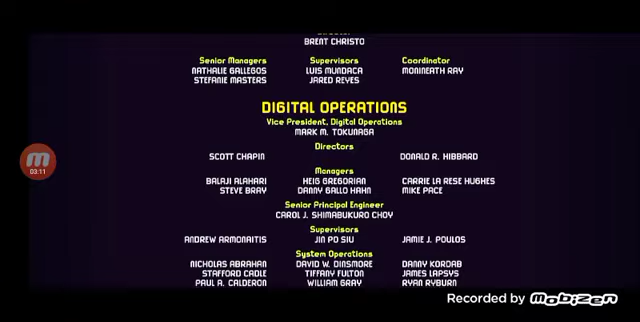 BRENT CHRISTO
Senior Managers Supervisors Coordinator
NATHALIE GALLEGOS LUIS MUNDACA MONINEATH RAY
STEFANIE MASTERS JARED REYES
DIGITAL OPERATIONS
Vice President, Digital Operations
MARK M. TOKUNAGA
Directors
SCOTT CHAPIN DONALD R. HIBBARD
Managers
BALAJI ALAHARI HEIG GREGORIAN CARRIE LA RESE HUGHES
STEVE BRAY DANNY GALLO HAHN MIKE PACE
Senior Principal Engineer
CAROL J. SHIMABUKURO CHOY
Supervisors
ANDREW ARMONAITIS JIN PO SIU JAMIE J. POULOS
System Operations
NICHOLAS ABRAHAN DAVID W. DINSMORE DANNY KORDAB
STAFFORD CADLE TIFFANY FULTON JAMES LAPSYS
PAUL A. CALDERON WILLIAM GRAY RYAN RYBURN
03:11
Recorded by Mobizen